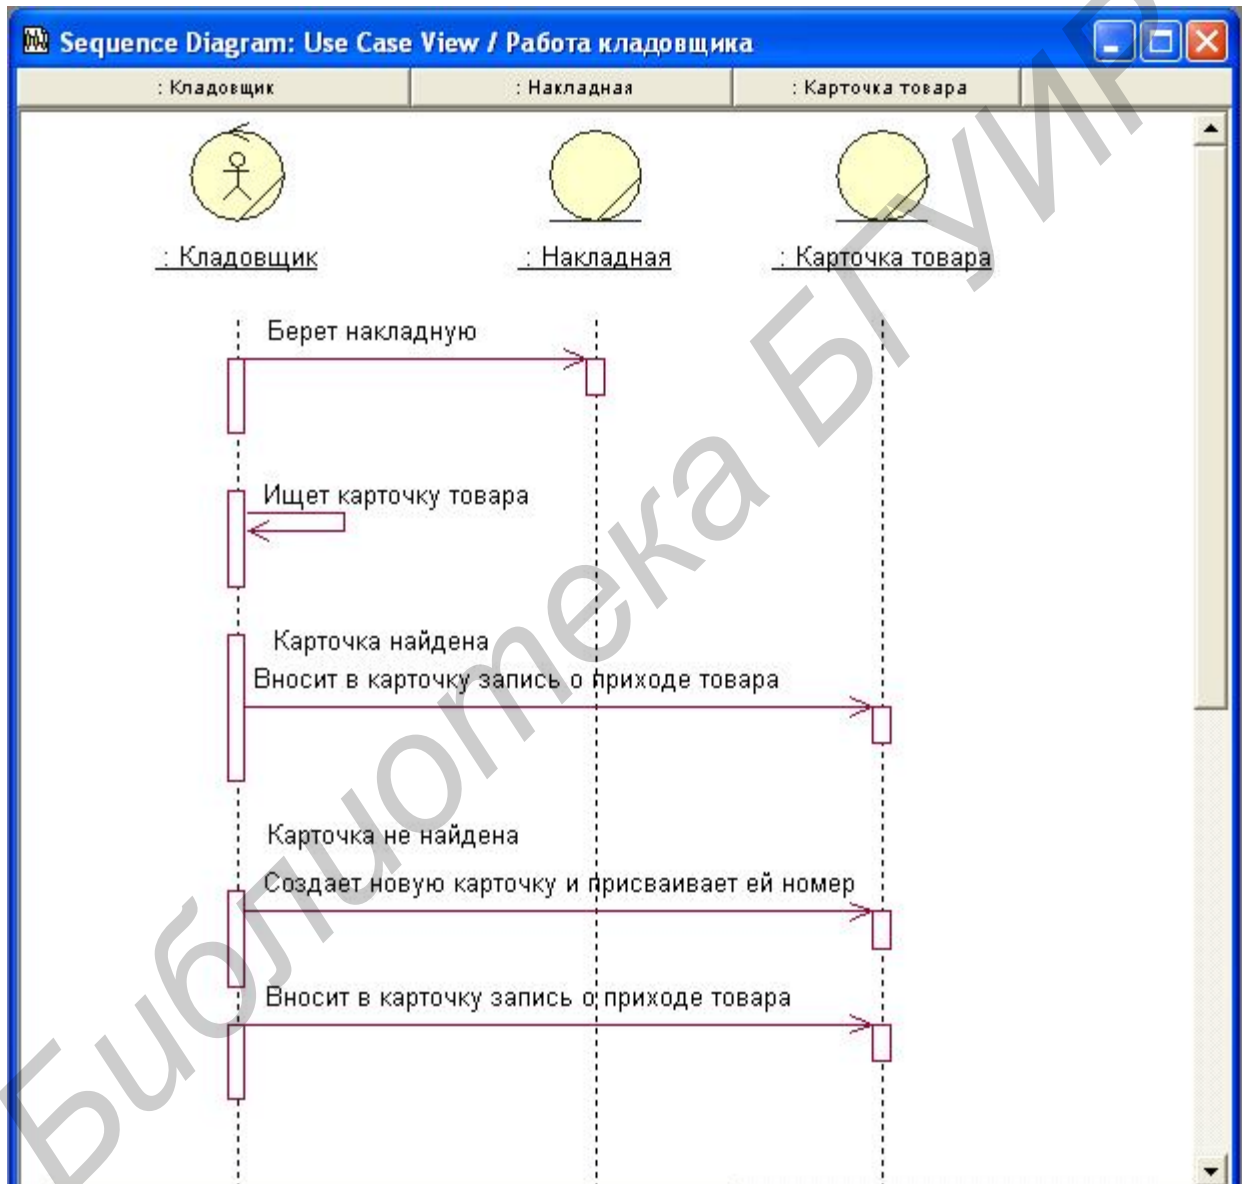 Sequence Diagram: Use Case View / Работа кладовщика
: Кладовщик
: Накладная
: Карточка товара
: Кладовщик
: Накладная
: Карточка товара
Берет накладную
Ищет карточку товара
Карточка найдена
Вносит в карточку запись о приходе товара
Карточка не найдена
Создает новую карточку и присваивает ей номер
Вносит в карточку запись о приходе товара
Библиотека БГУИР